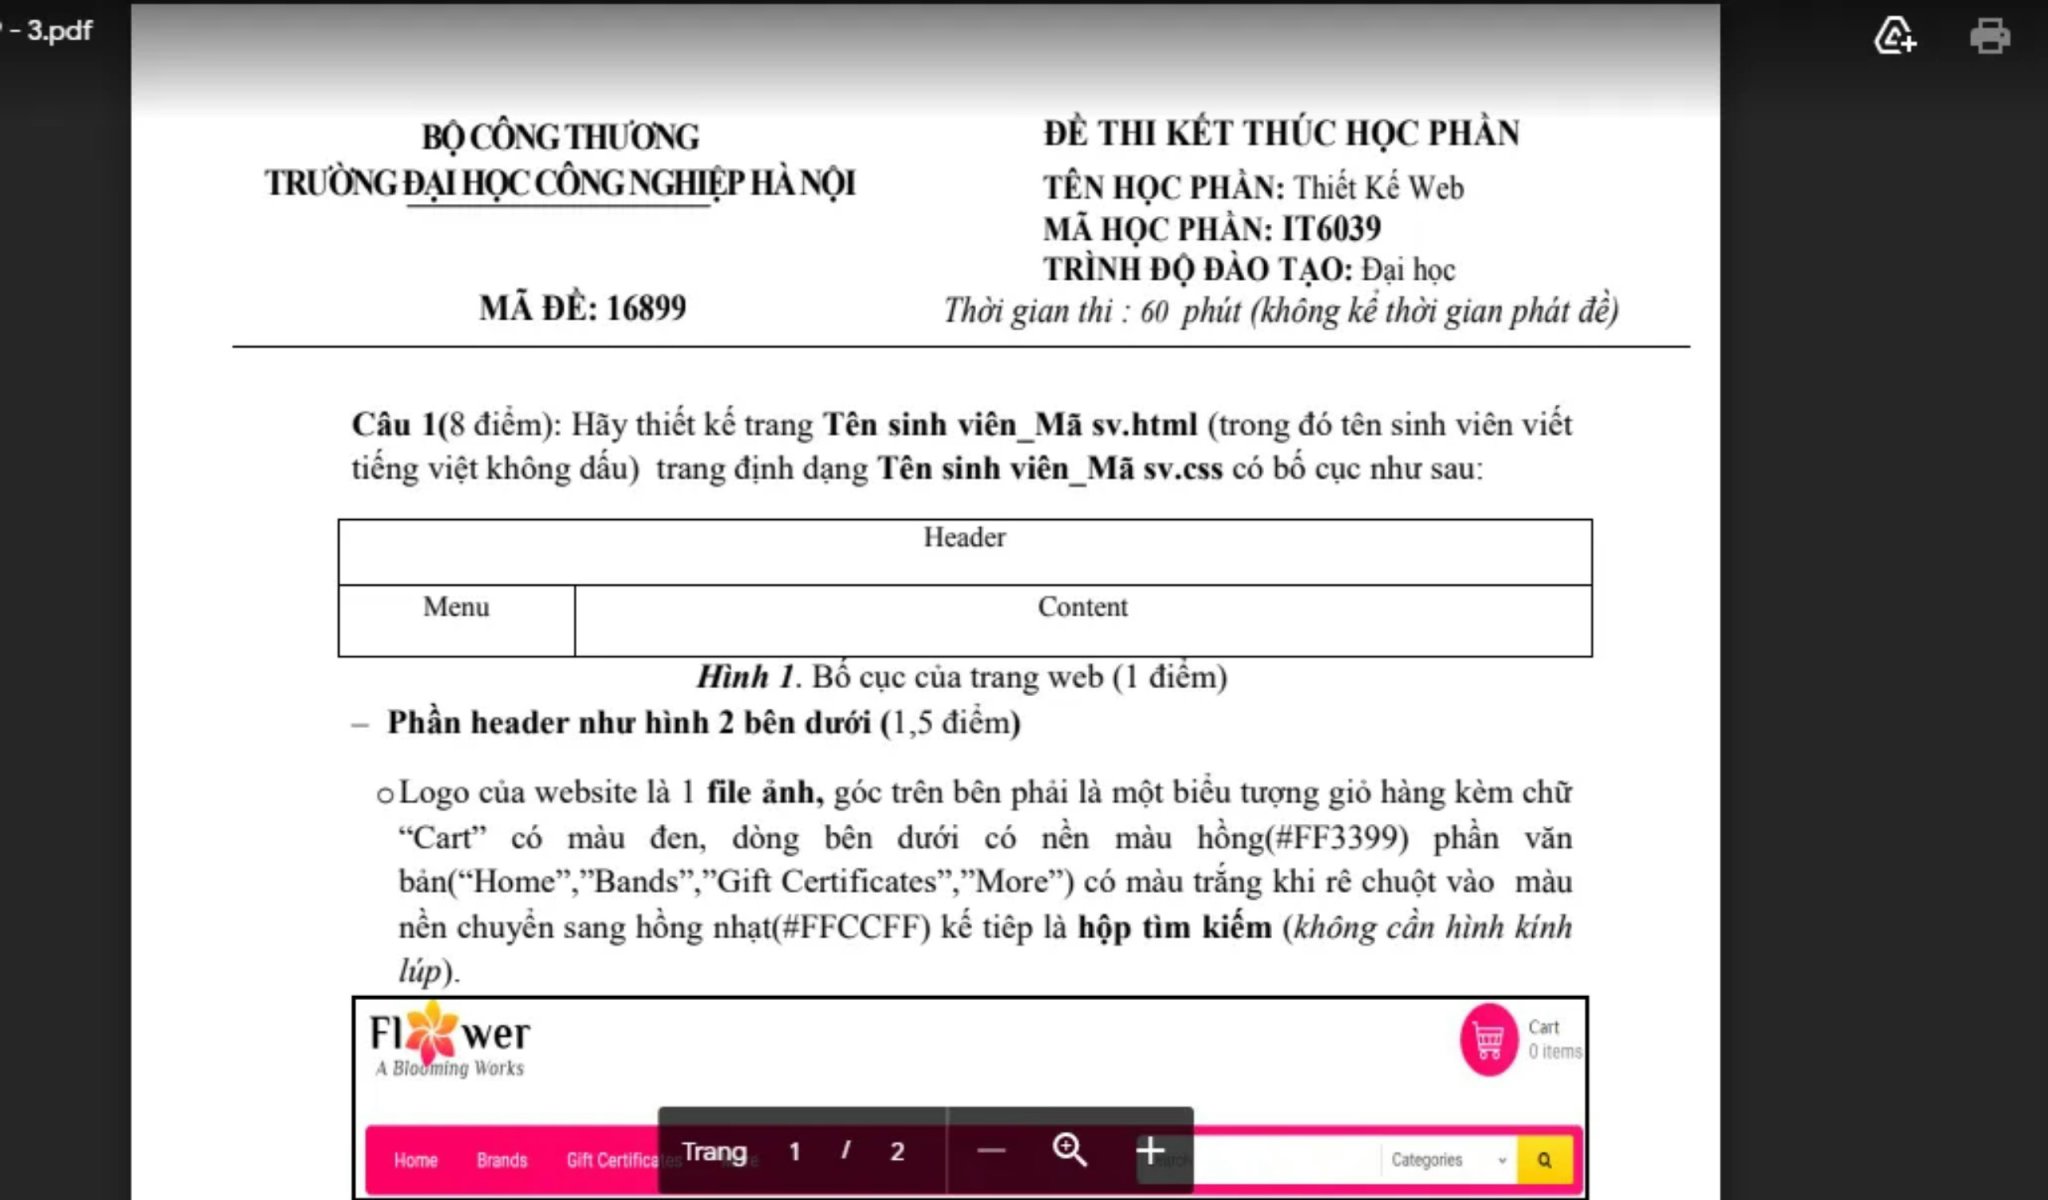 - 3.pdf
BỘ CÔNG THƯƠNG
TRƯỜNG ĐẠI HỌC CÔNG NGHIỆP HÀ NỘI
MÃ ĐỀ: 16899
ĐỀ THI KẾT THÚC HỌC PHẦN
TÊN HỌC PHẦN: Thiết Kế Web
MÃ HỌC PHẦN: IT6039
TRÌNH ĐỘ ĐÀO TẠO: Đại học
Thời gian thi : 60 phút (không kể thời gian phát đề)
Câu 1(8 điểm): Hãy thiết kế trang Tên sinh viên_Mã sv.html (trong đó tên sinh viên viết
tiếng việt không dấu) trang định dạng Tên sinh viên_Mã sv.css có bố cục như sau:
Header
Menu
Content
Hình 1. Bố cục của trang web (1 điểm)
– Phần header như hình 2 bên dưới (1,5 điểm)
o Logo của website là 1 file ảnh, góc trên bên phải là một biểu tượng giỏ hàng kèm chữ
“Cart” có màu đen, dòng bên dưới có nền màu hồng(#FF3399) phần văn
bản(“Home”,”Bands”,”Gift Certificates”,”More”) có màu trắng khi rê chuột vào màu
nền chuyển sang hồng nhạt(#FFCCFF) kế tiêp là hộp tìm kiếm (không cần hình kính
lúp).
Flower
A Blooming Works
Cart
0 items
Home Brands Gift Certificates
Trang 1 / 2
Categories